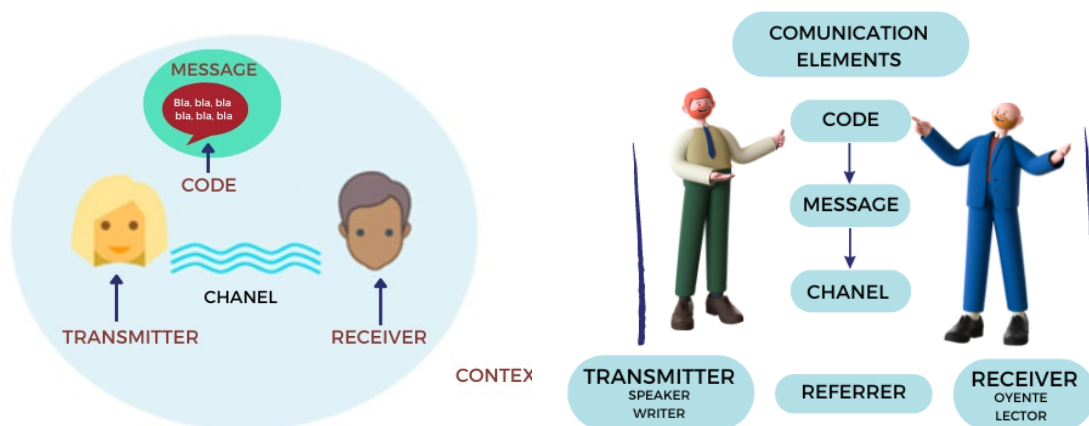 MESSAGE
Bla, bla, bla
bla, bla, bla
CODE
CHANEL
TRANSMITTER
RECEIVER
CONTEX
COMUNICATION
ELEMENTS
CODE
MESSAGE
CHANEL
TRANSMITTER
SPEAKER
WRITER
REFERRER
RECEIVER
OYENTE
LECTOR